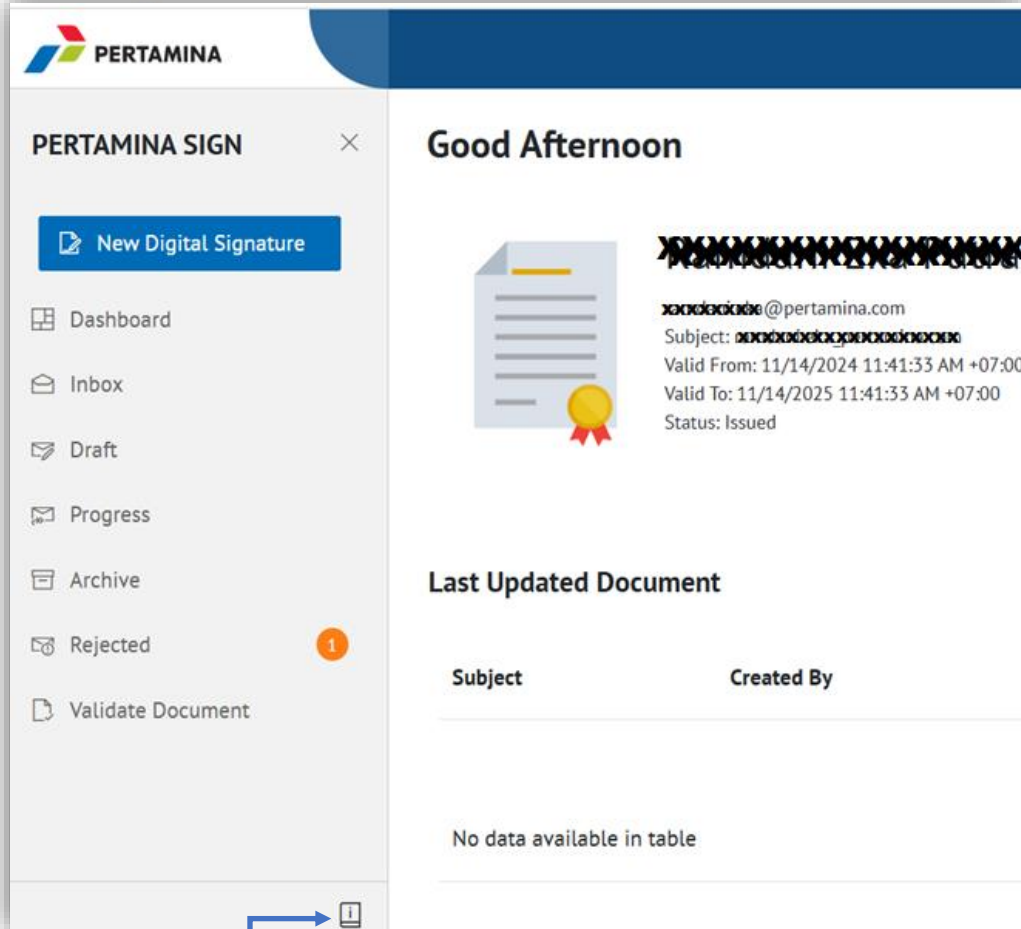 PERTAMINA
PERTAMINA SIGN
New Digital Signature
Dashboard
Inbox
Draft
Progress
Archive
Rejected
1
Validate Document
Good Afternoon
@pertamina.com
Subject:
Valid From: 11/14/2024 11:41:33 AM +07:00
Valid To: 11/14/2025 11:41:33 AM +07:00
Status: Issued
Last Updated Document
Subject Created By
No data available in table